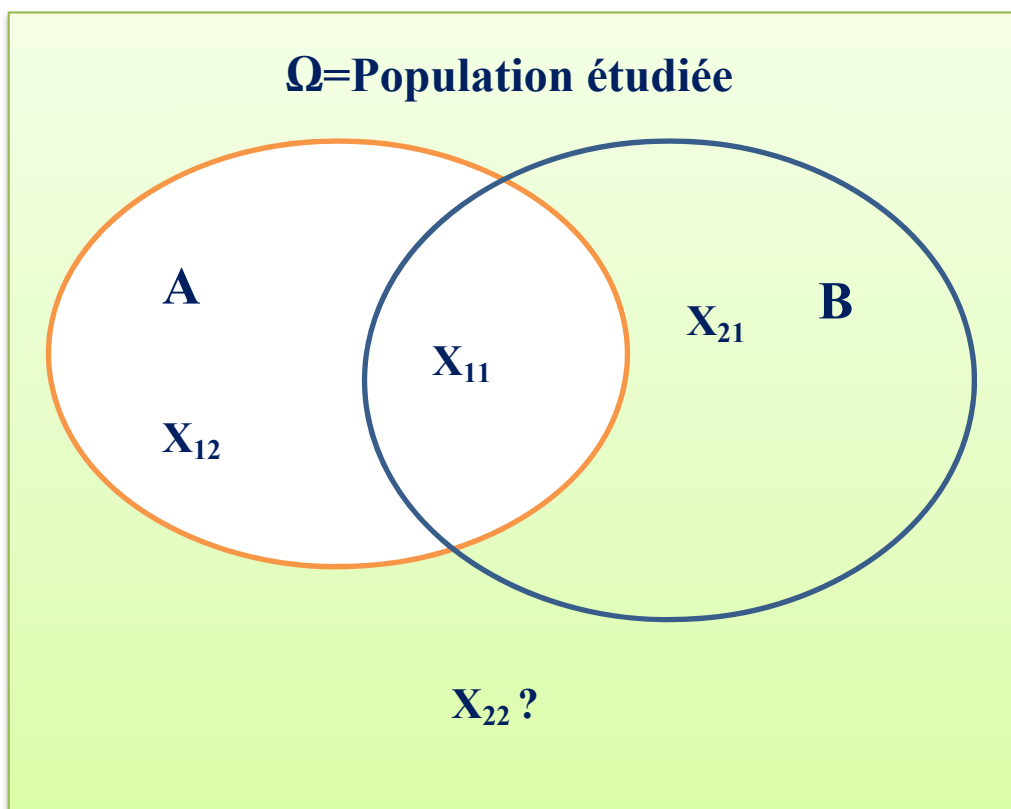 Ω=Population étudiée
A
B
X₂₁
X₁₁
X₁₂
X₂₂ ?